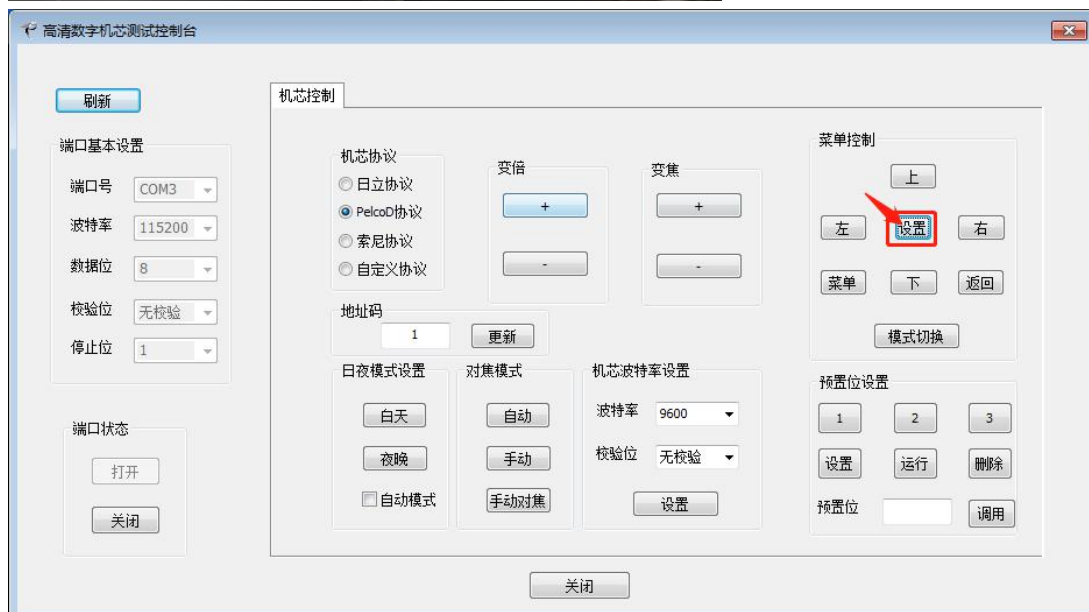 高清数字机芯测试控制台
刷新
端口基本设置
端口号 COM3
波特率 115200
数据位 8
校验位 无校验
停止位 1
端口状态
打开
关闭
机芯控制
机芯协议
日立协议
PelcoD协议
索尼协议
自定义协议
变倍
+
-
变焦
+
-
地址码
1 更新
日夜模式设置
白天
夜晚
自动模式
对焦模式
自动
手动
手动对焦
机芯波特率设置
波特率 9600
校验位 无校验
设置
菜单控制
上
左 设置 右
菜单 下 返回
模式切换
预置位设置
1 2 3
设置 运行 删除
预置位 调用
关闭